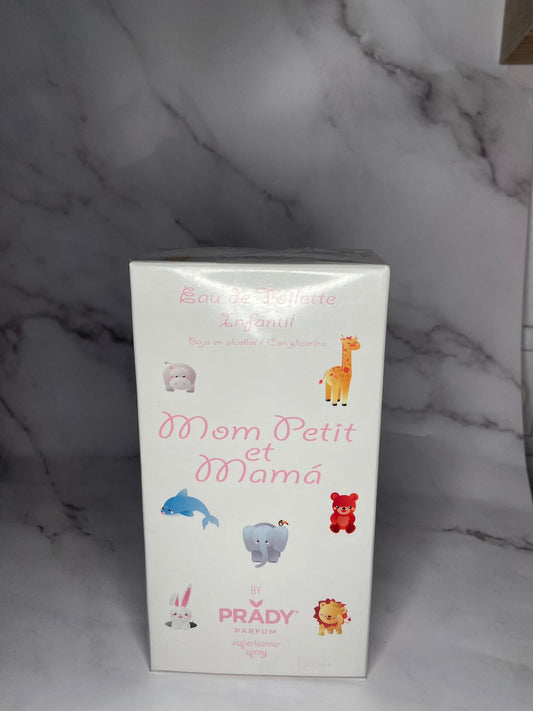 Eau de Toilette
Infantil
Bajo en alcohol / Con glicerina
Mom Petit
et
Mamá
BY
PRADY®
PARFUM
vaporisateur
spray